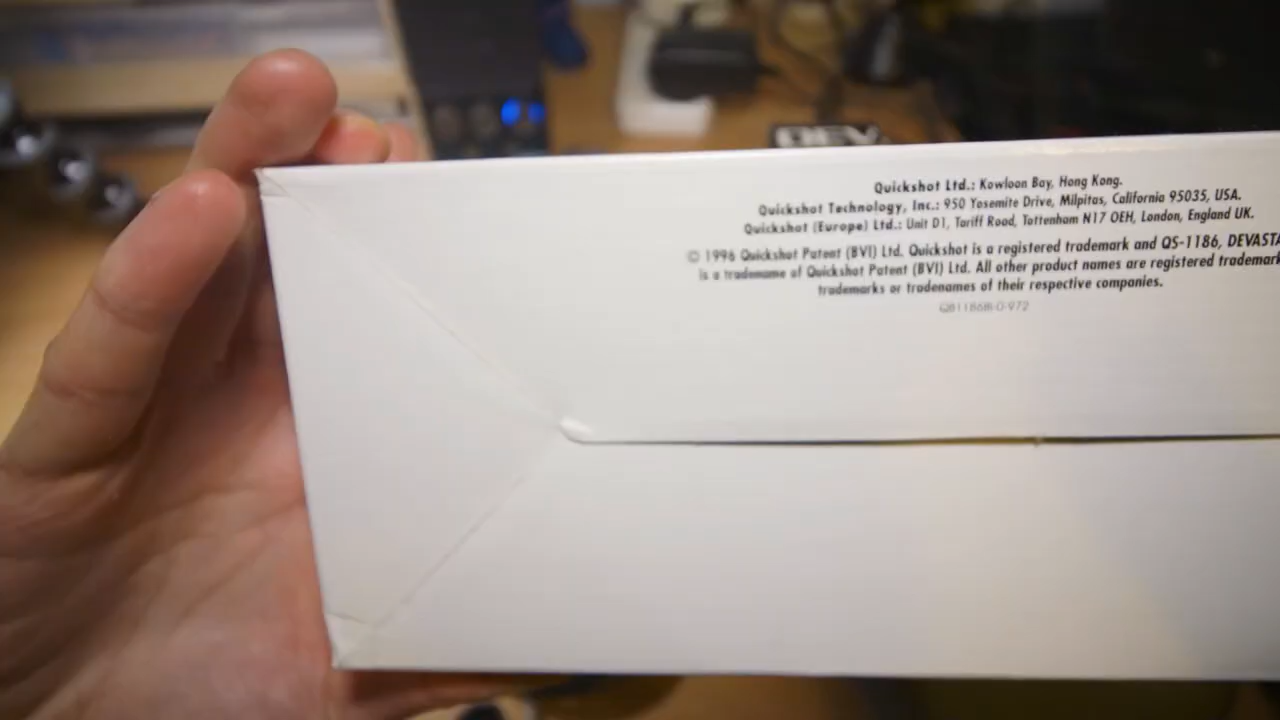 DEV
Quickshot Ltd.: Kowloon Bay, Hong Kong.
Quickshot Technology, Inc.: 950 Yosemite Drive, Milpitas, California 95035, USA.
Quickshot (Europe) Ltd.: Unit D1, Tariff Road, Tottenham N17 OEH, London, England UK.
© 1996 Quickshot Patent (BVI) Ltd. Quickshot is a registered trademark and QS-1186, DEVASTA
is a tradename of Quickshot Patent (BVI) Ltd. All other product names are registered trademark
trademarks or tradenames of their respective companies.